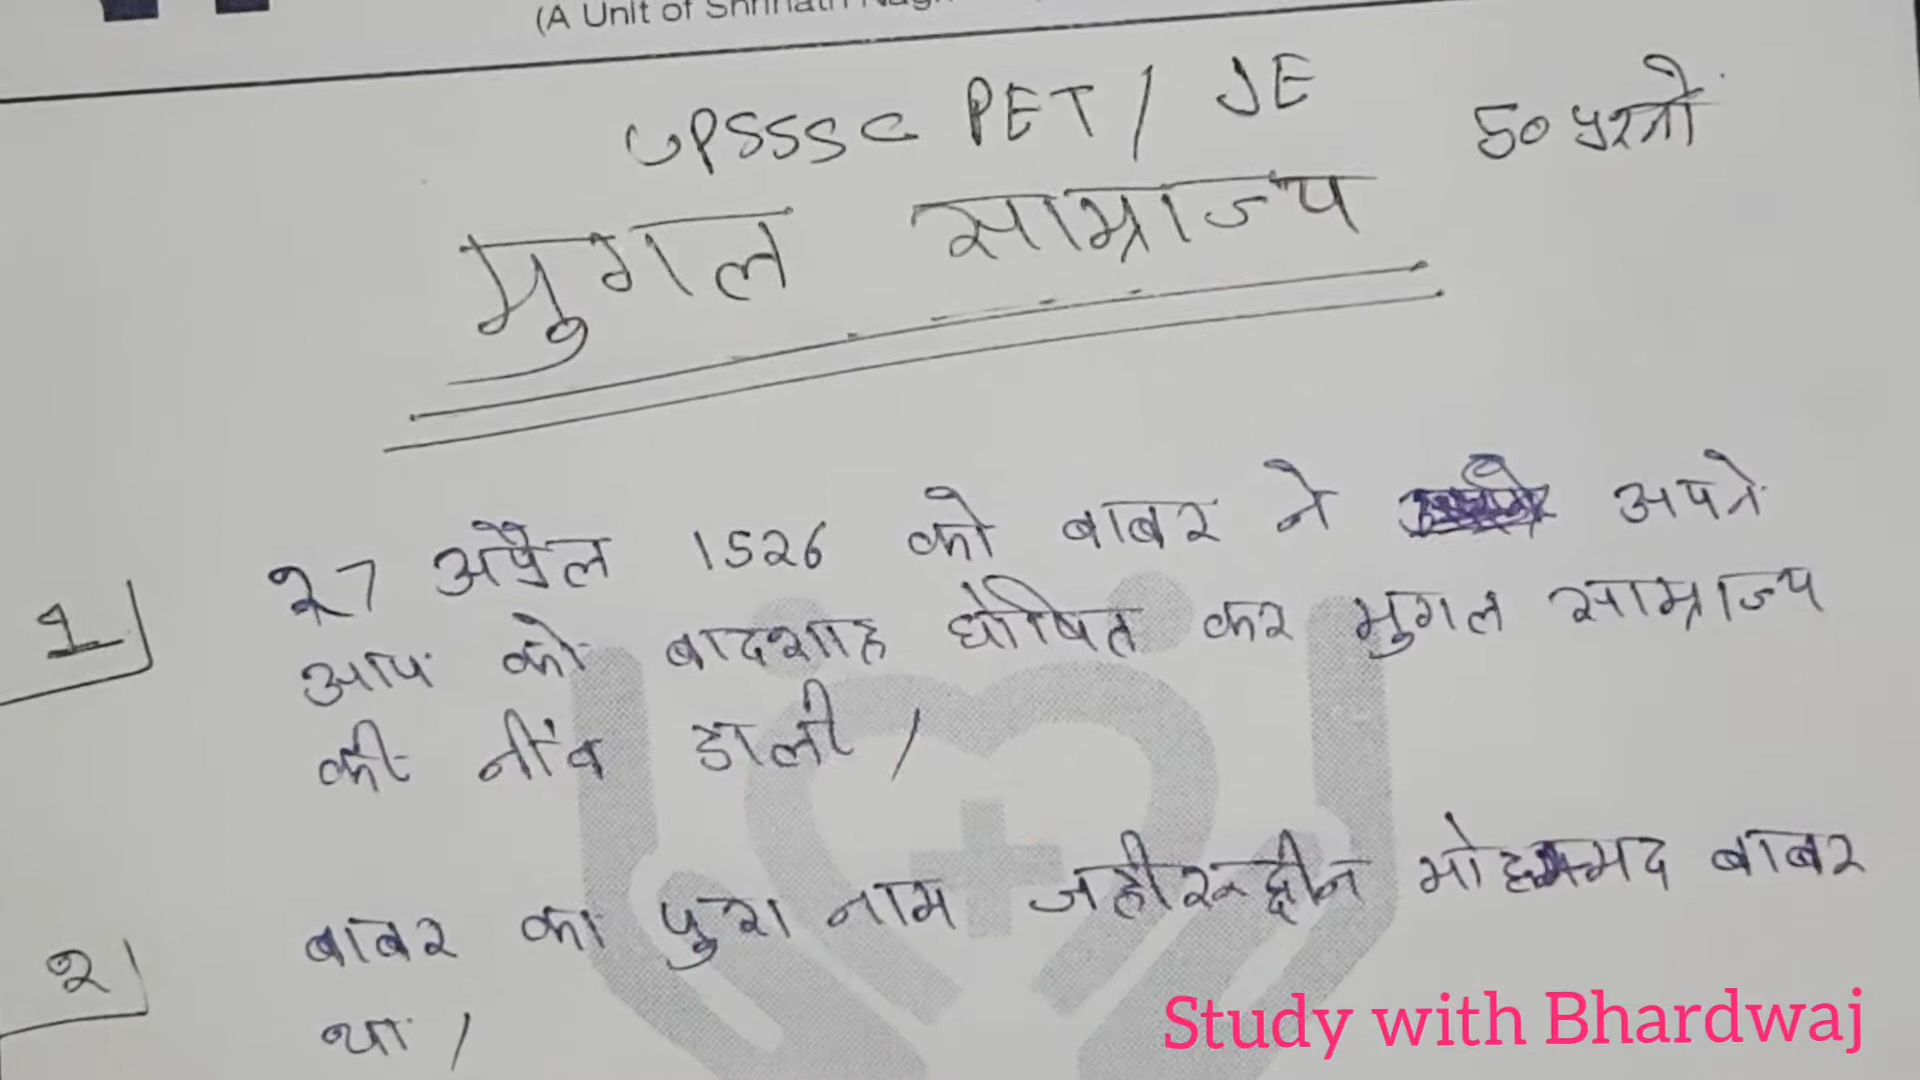 (A Unit of Shrinath
UPSSSC PET / JE
50 प्रश्नो
मुगल साम्राज्य
1
27 अप्रैल 1526 को बाबर ने अपने
आप को बादशाह घोषित कर मुगल साम्राज्य
की नींव डाली /
2
बाबर का पुरा नाम जहीरुद्दीन मोहम्मद बाबर
था /
Study with Bhardwaj